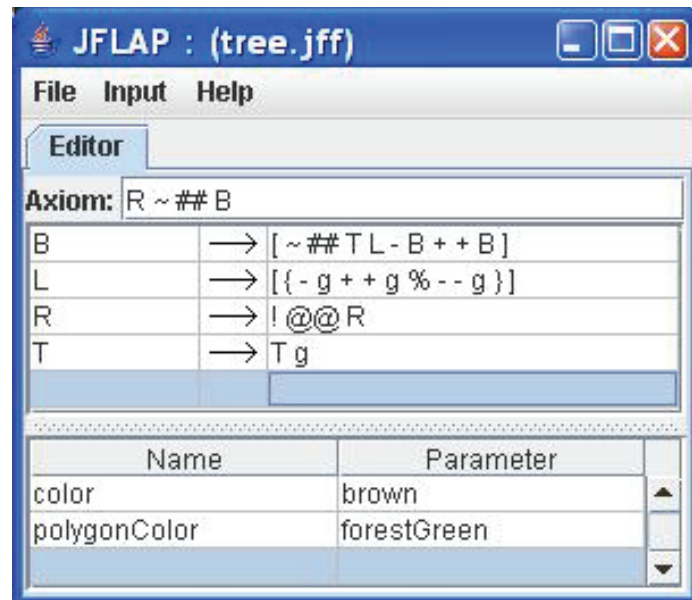 JFLAP : (tree.jff)
File Input Help
Editor
Axiom: R ~ ## B
B → [ ~ ## T L - B + + B ]
L → [ { - g + + g % - - g } ]
R → ! @@ R
T → T g
Name Parameter
color brown
polygonColor forestGreen